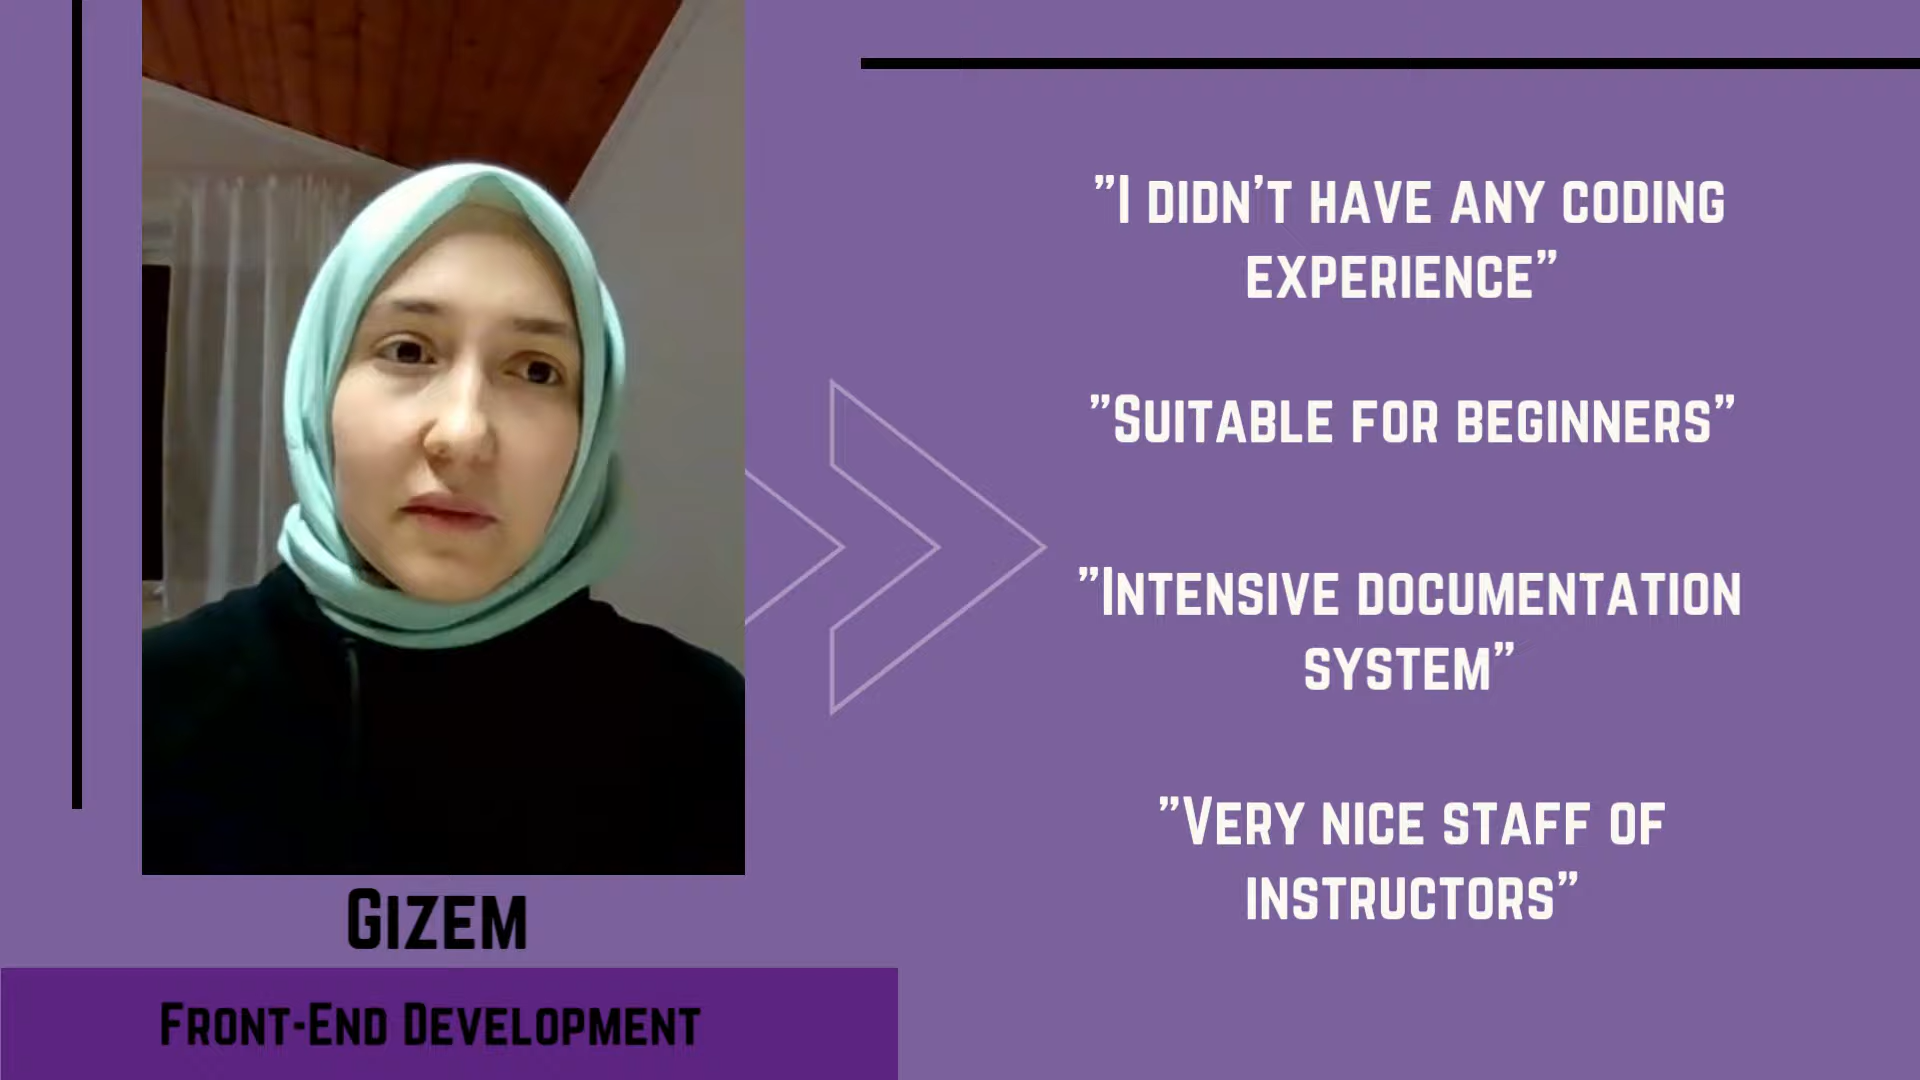 "I didn't have any coding
experience"
"Suitable for beginners"
"Intensive documentation
system"
"Very nice staff of
instructors"
Gizem
Front-End Development